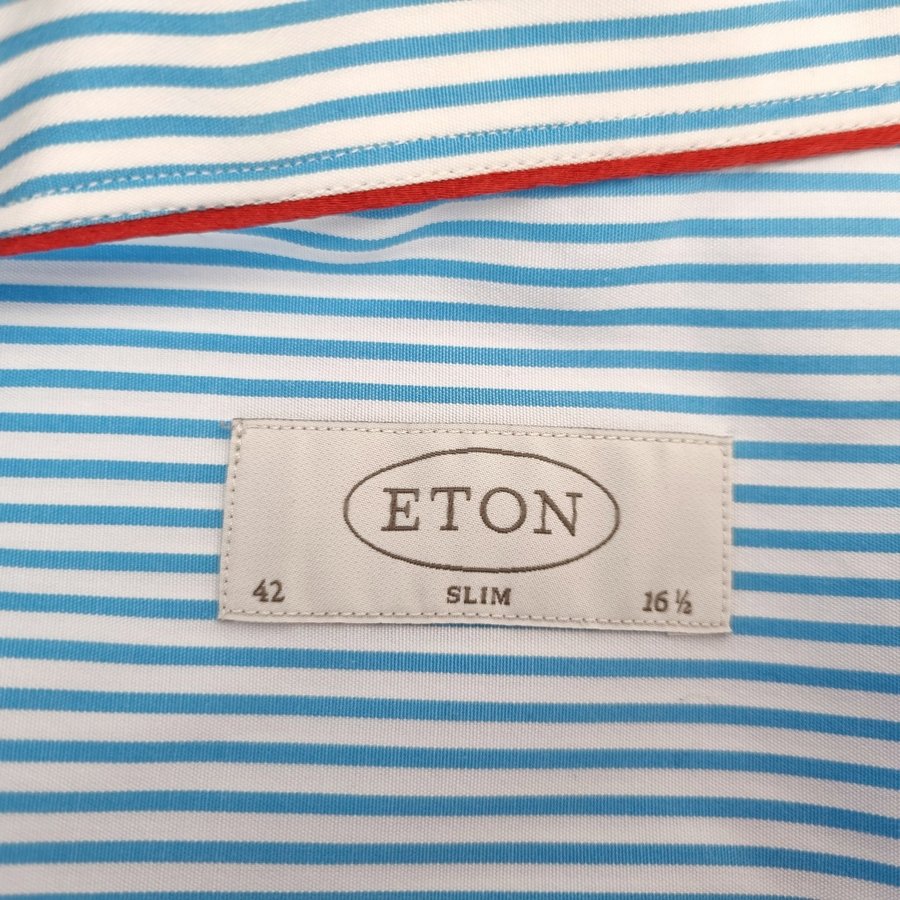 ETON
42 SLIM 16 ½